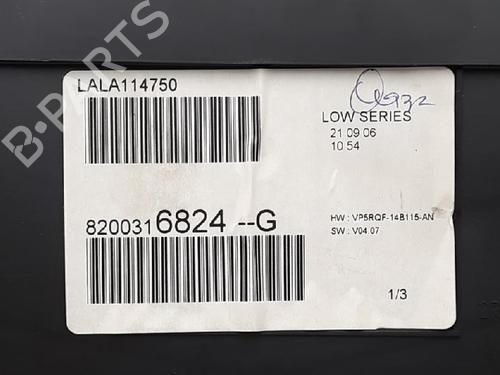 LALA114750
LOW SERIES
21 09 06
10.54
8200316824 --G
HW : VP5RQF-14B115-AN
SW : V04.07
1/3
B-PARTS